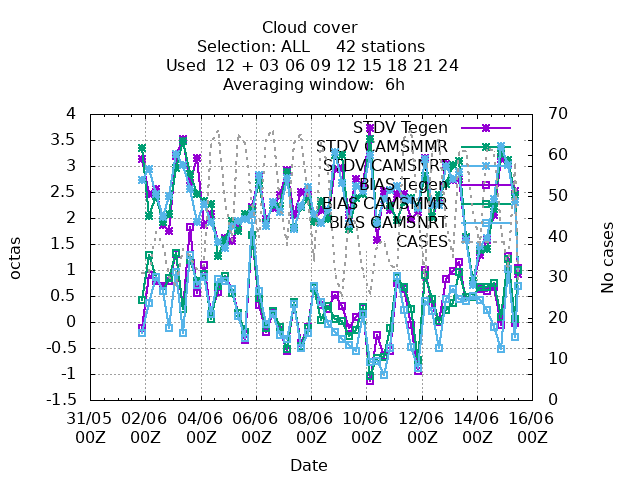 Cloud cover
Selection: ALL 42 stations
Used 12 + 03 06 09 12 15 18 21 24
Averaging window: 6h
4
3.5
3
2.5
2
1.5
1
0.5
0
-0.5
-1
-1.5
octas
70
60
50
40
30
20
10
0
No cases
STDV Tegen
STDV CAMSMMR
STDV CAMSNRT
BIAS Tegen
BIAS CAMSMMR
BIAS CAMSNRT
CASES
31/05 02/06 04/06 06/06 08/06 10/06 12/06 14/06 16/06
00Z 00Z 00Z 00Z 00Z 00Z 00Z 00Z 00Z
Date